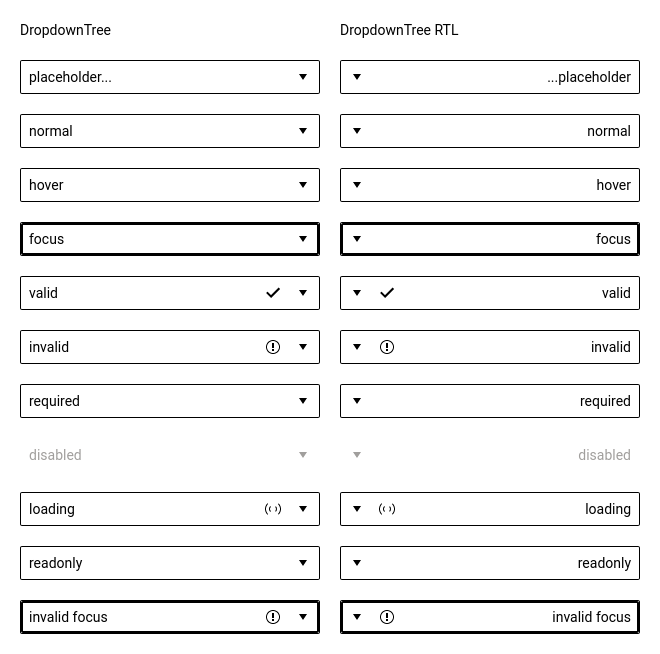 DropdownTree
placeholder...
normal
hover
focus
valid
invalid
required
disabled
loading
readonly
invalid focus
DropdownTree RTL
...placeholder
normal
hover
focus
valid
invalid
required
disabled
loading
readonly
invalid focus